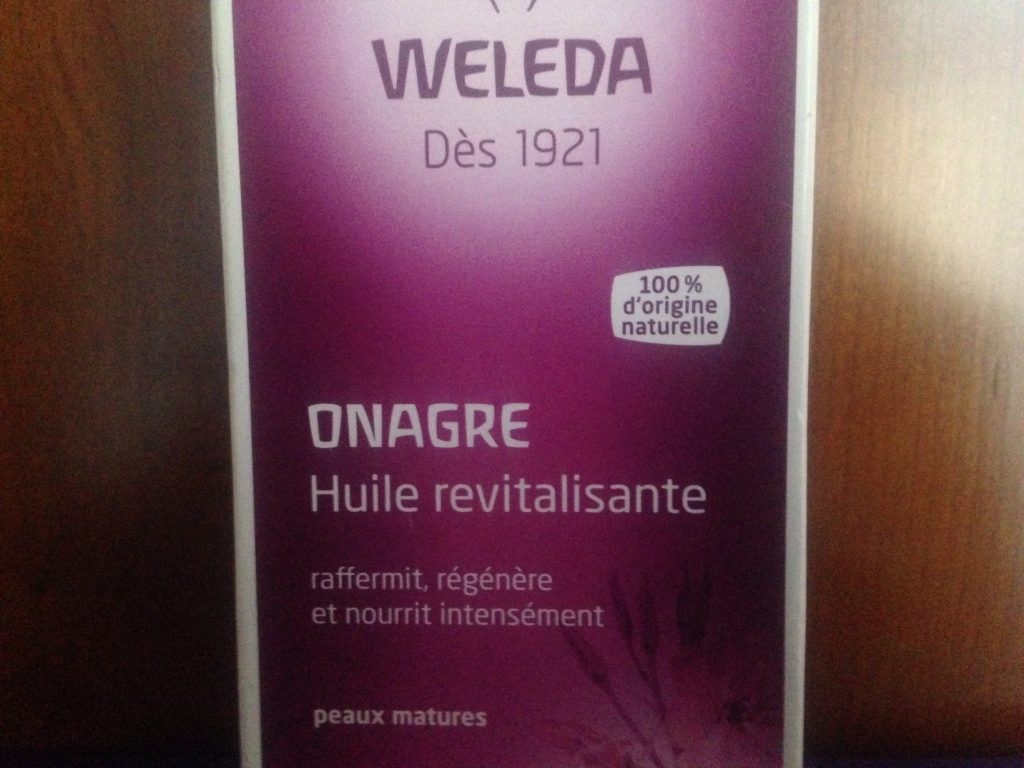 WELEDA
Dès 1921
100 %
d'origine
naturelle
ONAGRE
Huile revitalisante
raffermit, régénère
et nourrit intensément
peaux matures